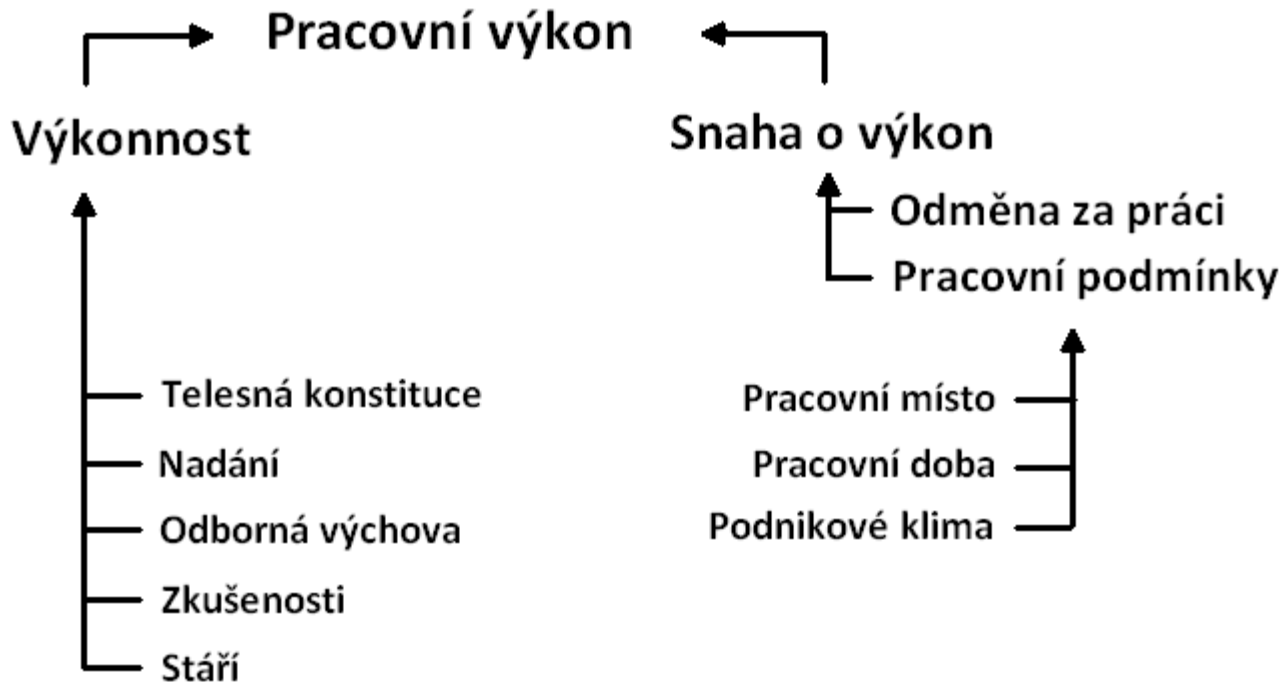 Pracovní výkon
Výkonnost
Snaha o výkon
Odměna za práci
Pracovní podmínky
Telesná konstituce
Nadání
Odborná výchova
Zkušenosti
Stáří
Pracovní místo
Pracovní doba
Podnikové klima